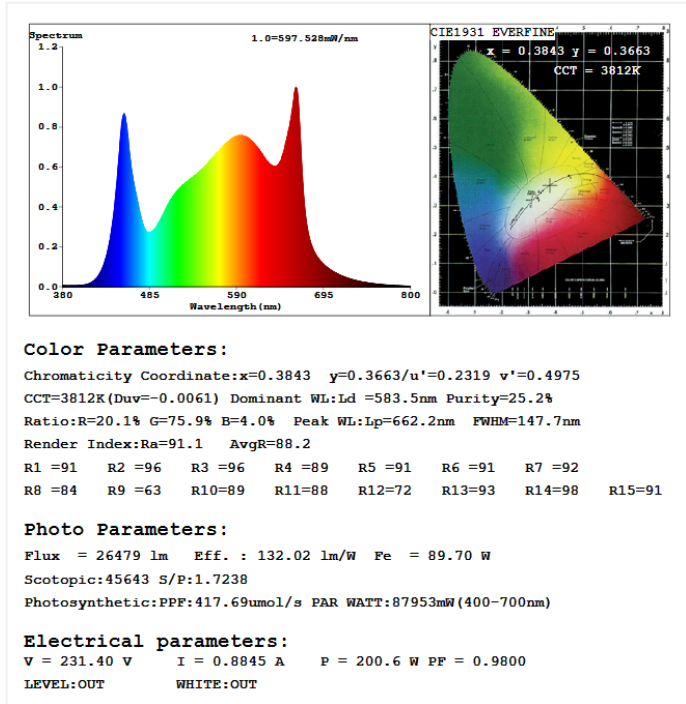 Spectrum
1.0=597.528mW/nm
1.2
1.0
0.8
0.6
0.4
0.2
0.0
380 485 590 695 800
Wavelength(nm)
CIE1931 EVERFINE
x = 0.3843 y = 0.3663
CCT = 3812K
Color Parameters:
Chromaticity Coordinate:x=0.3843 y=0.3663/u'=0.2319 v'=0.4975
CCT=3812K(Duv=-0.0061) Dominant WL:Ld =583.5nm Purity=25.2%
Ratio:R=20.1% G=75.9% B=4.0% Peak WL:Lp=662.2nm FWHM=147.7nm
Render Index:Ra=91.1 AvgR=88.2
R1 =91 R2 =96 R3 =96 R4 =89 R5 =91 R6 =91 R7 =92
R8 =84 R9 =63 R10=89 R11=88 R12=72 R13=93 R14=98 R15=91
Photo Parameters:
Flux = 26479 lm Eff. : 132.02 lm/W Fe = 89.70 W
Scotopic:45643 S/P:1.7238
Photosynthetic:PPF:417.69umol/s PAR WATT:87953mW(400-700nm)
Electrical parameters:
V = 231.40 V I = 0.8845 A P = 200.6 W PF = 0.9800
LEVEL:OUT WHITE:OUT